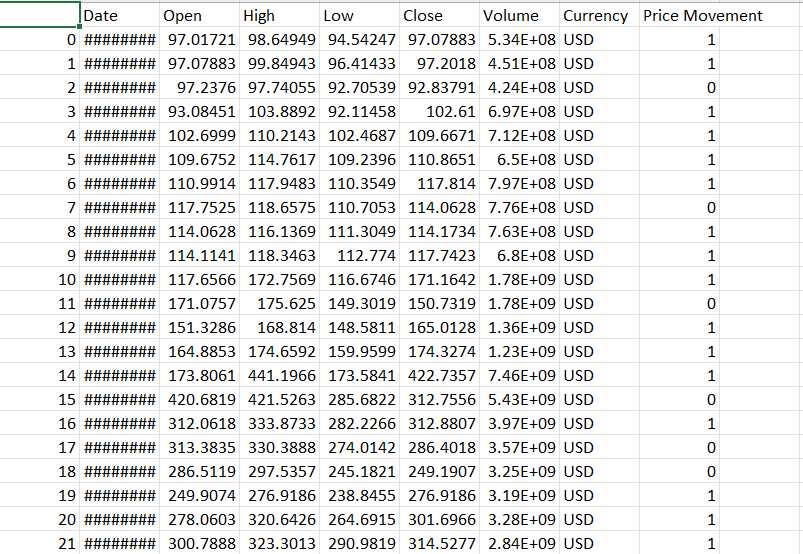 Date Open High Low Close Volume Currency Price Movement
0 ######## 97.01721 98.64949 94.54247 97.07883 5.34E+08 USD 1
1 ######## 97.07883 99.84943 96.41433 97.2018 4.51E+08 USD 1
2 ######## 97.2376 97.74055 92.70539 92.83791 4.24E+08 USD 0
3 ######## 93.08451 103.8892 92.11458 102.61 6.97E+08 USD 1
4 ######## 102.6999 110.2143 102.4687 109.6671 7.12E+08 USD 1
5 ######## 109.6752 114.7617 109.2396 110.8651 6.5E+08 USD 1
6 ######## 110.9914 117.9483 110.3549 117.814 7.97E+08 USD 1
7 ######## 117.7525 118.6575 110.7053 114.0628 7.76E+08 USD 0
8 ######## 114.0628 116.1369 111.3049 114.1734 7.63E+08 USD 1
9 ######## 114.1141 118.3463 112.774 117.7423 6.8E+08 USD 1
10 ######## 117.6566 172.7569 116.6746 171.1642 1.78E+09 USD 1
11 ######## 171.0757 175.625 149.3019 150.7319 1.78E+09 USD 0
12 ######## 151.3286 168.814 148.5811 165.0128 1.36E+09 USD 1
13 ######## 164.8853 174.6592 159.9599 174.3274 1.23E+09 USD 1
14 ######## 173.8061 441.1966 173.5841 422.7357 7.46E+09 USD 1
15 ######## 420.6819 421.5263 285.6822 312.7556 5.43E+09 USD 0
16 ######## 312.0618 333.8733 282.2266 312.8807 3.97E+09 USD 1
17 ######## 313.3835 330.3888 274.0142 286.4018 3.57E+09 USD 0
18 ######## 286.5119 297.5357 245.1821 249.1907 3.25E+09 USD 0
19 ######## 249.9074 276.9186 238.8455 276.9186 3.19E+09 USD 1
20 ######## 278.0603 320.6426 264.6915 301.6966 3.28E+09 USD 1
21 ######## 300.7888 323.3013 290.9819 314.5277 2.84E+09 USD 1